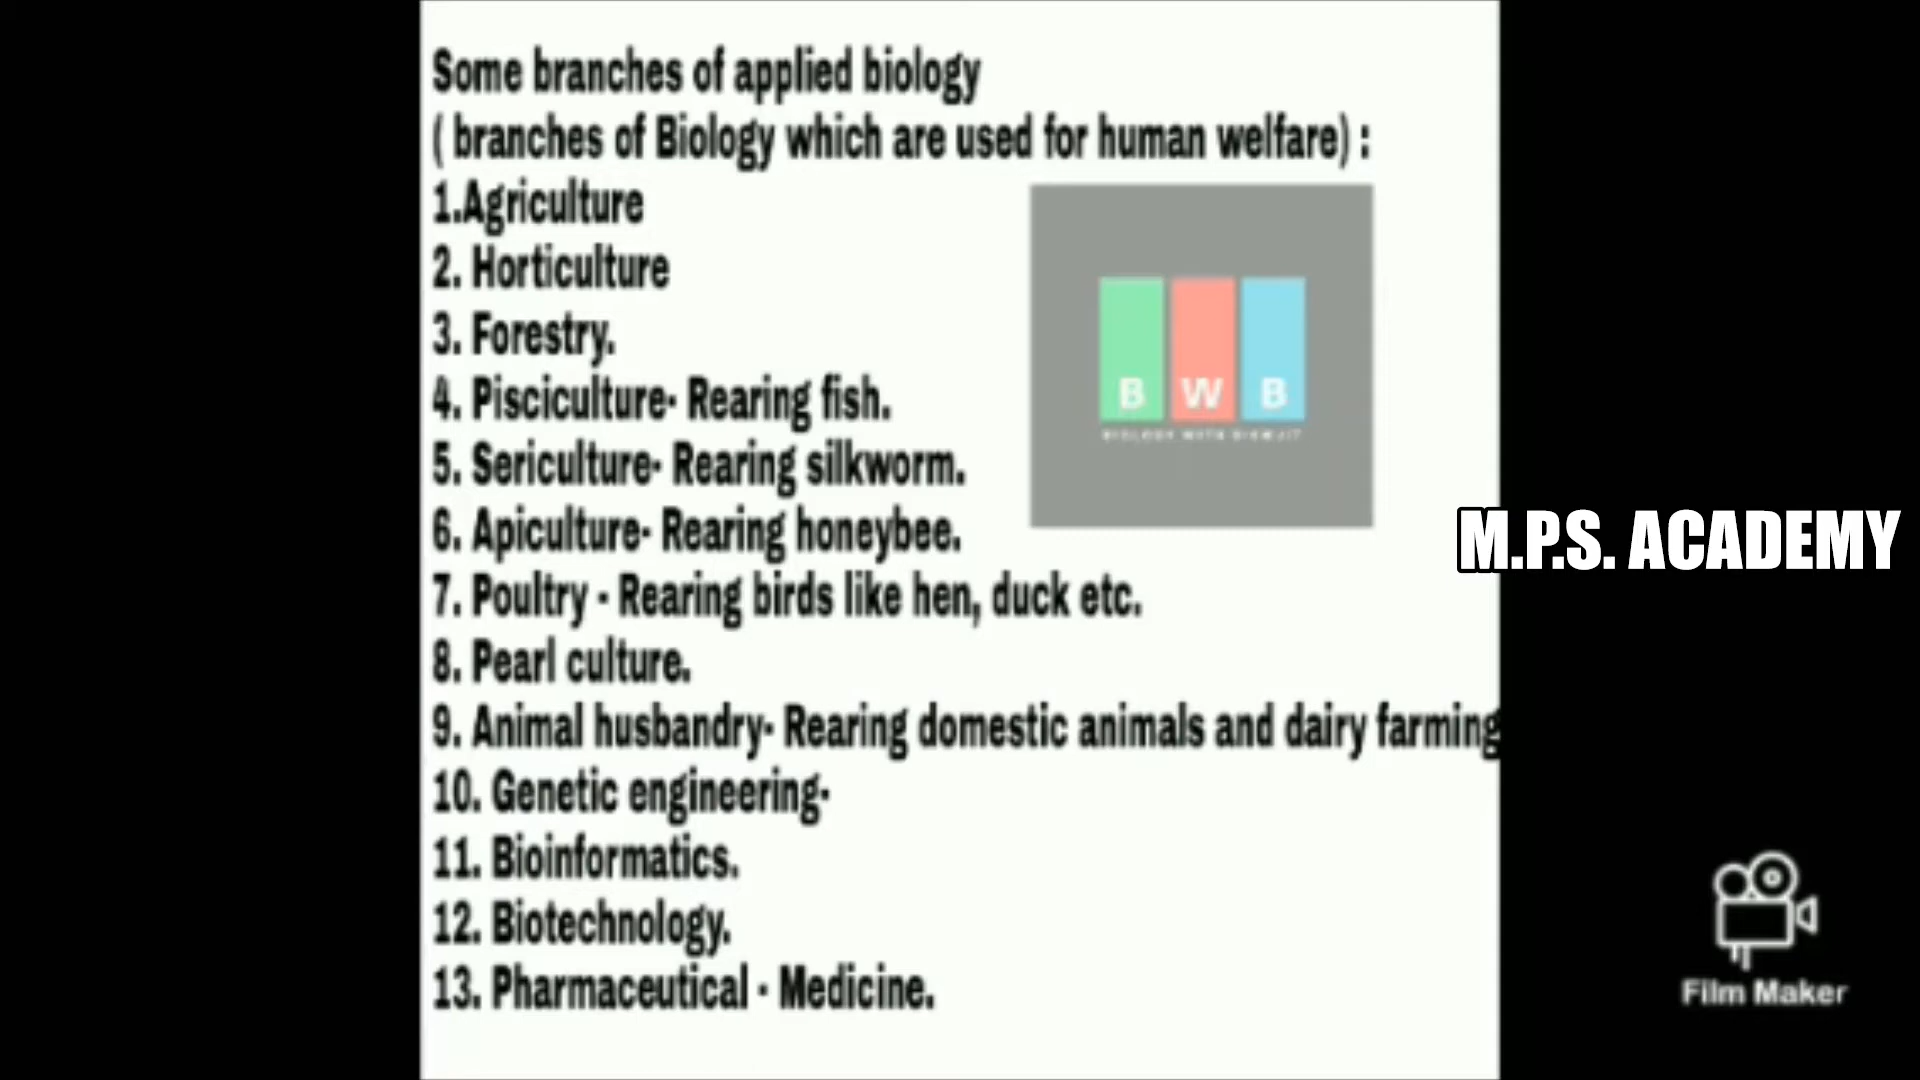 Some branches of applied biology
( branches of Biology which are used for human welfare) :
1.Agriculture
2. Horticulture
3. Forestry.
4. Pisciculture- Rearing fish.
5. Sericulture- Rearing silkworm.
6. Apiculture- Rearing honeybee.
7. Poultry - Rearing birds like hen, duck etc.
8. Pearl culture.
9. Animal husbandry- Rearing domestic animals and dairy farming
10. Genetic engineering-
11. Bioinformatics.
12. Biotechnology.
13. Pharmaceutical - Medicine.
B W B
BIOLOGY WITH
M.P.S. ACADEMY
Film Maker